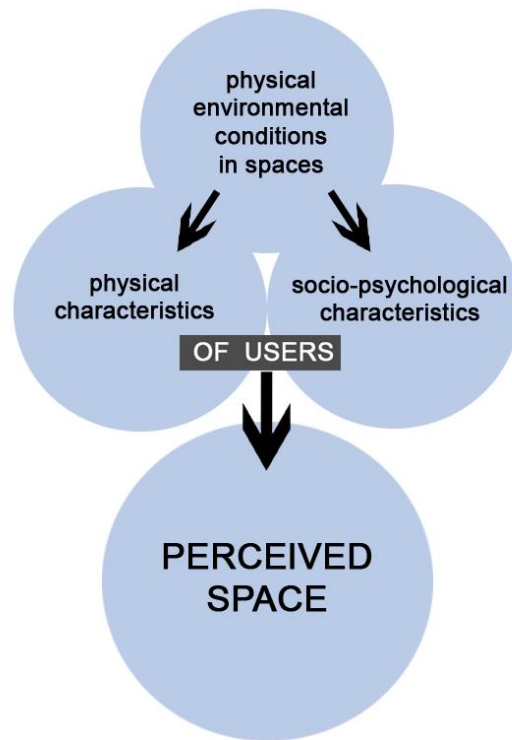 physical
environmental
conditions
in spaces
physical
characteristics
socio-psychological
characteristics
OF USERS
PERCEIVED
SPACE